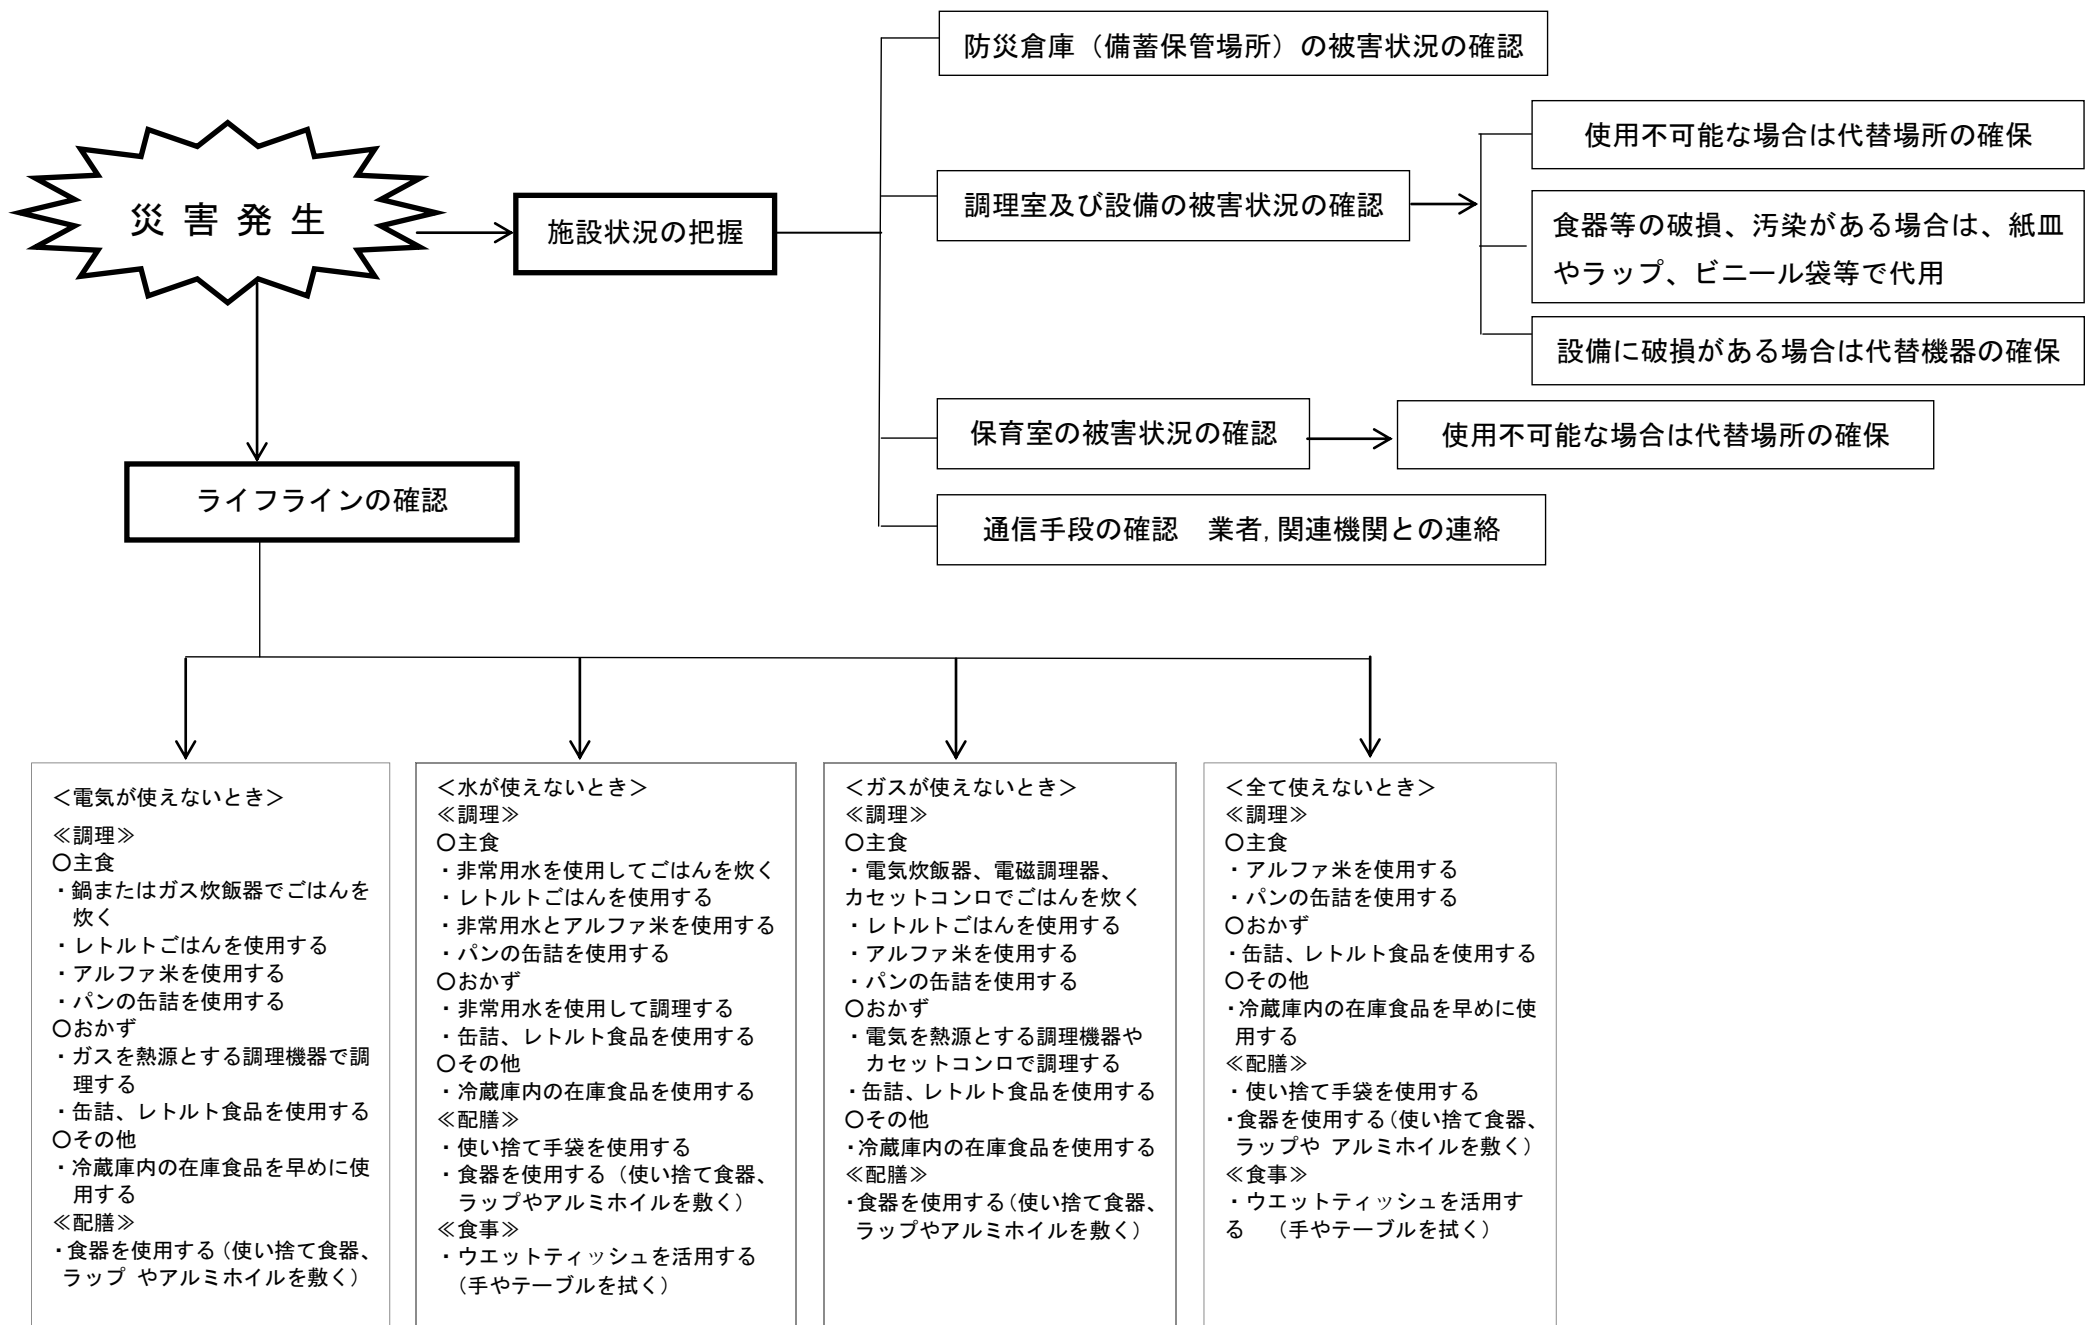 防災倉庫（備蓄保管場所）の被害状況の確認
災 害 発 生
施設状況の把握
調理室及び設備の被害状況の確認
使用不可能な場合は代替場所の確保
食器等の破損、汚染がある場合は、紙皿
やラップ、ビニール袋等で代用
設備に破損がある場合は代替機器の確保
保育室の被害状況の確認
使用不可能な場合は代替場所の確保
通信手段の確認　業者,関連機関との連絡
ライフラインの確認
＜電気が使えないとき＞
≪調理≫
〇主食
・鍋またはガス炊飯器でごはんを
炊く
・レトルトごはんを使用する
・アルファ米を使用する
・パンの缶詰を使用する
〇おかず
・ガスを熱源とする調理機器で調
理する
・缶詰、レトルト食品を使用する
〇その他
・冷蔵庫内の在庫食品を早めに使
用する
≪配膳≫
・食器を使用する（使い捨て食器、
ラップ やアルミホイルを敷く）
＜水が使えないとき＞
≪調理≫
〇主食
・非常用水を使用してごはんを炊く
・レトルトごはんを使用する
・非常用水とアルファ米を使用する
・パンの缶詰を使用する
〇おかず
・非常用水を使用して調理する
・缶詰、レトルト食品を使用する
〇その他
・冷蔵庫内の在庫食品を使用する
≪配膳≫
・使い捨て手袋を使用する
・食器を使用する（使い捨て食器、
ラップやアルミホイルを敷く）
≪食事≫
・ウエットティッシュを活用する
（手やテーブルを拭く）
＜ガスが使えないとき＞
≪調理≫
〇主食
・電気炊飯器、電磁調理器、
カセットコンロでごはんを炊く
・レトルトごはんを使用する
・アルファ米を使用する
・パンの缶詰を使用する
〇おかず
・電気を熱源とする調理機器や
カセットコンロで調理する
・缶詰、レトルト食品を使用する
〇その他
・冷蔵庫内の在庫食品を使用する
≪配膳≫
・食器を使用する（使い捨て食器、
ラップやアルミホイルを敷く）
＜全て使えないとき＞
≪調理≫
〇主食
・アルファ米を使用する
・パンの缶詰を使用する
〇おかず
・缶詰、レトルト食品を使用する
〇その他
・冷蔵庫内の在庫食品を早めに使
用する
≪配膳≫
・使い捨て手袋を使用する
・食器を使用する（使い捨て食器、
ラップや アルミホイルを敷く）
≪食事≫
・ウエットティッシュを活用す
る　（手やテーブルを拭く）